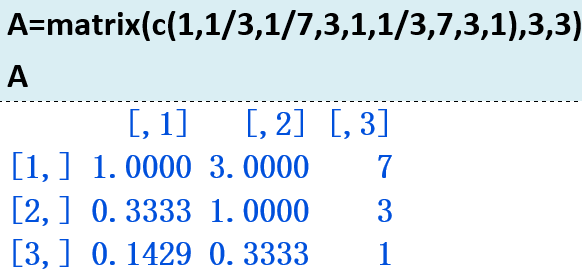 A=matrix(c(1,1/3,1/7,3,1,1/3,7,3,1),3,3)
A
[,1] [,2] [,3]
[1,] 1.0000 3.0000 7
[2,] 0.3333 1.0000 3
[3,] 0.1429 0.3333 1